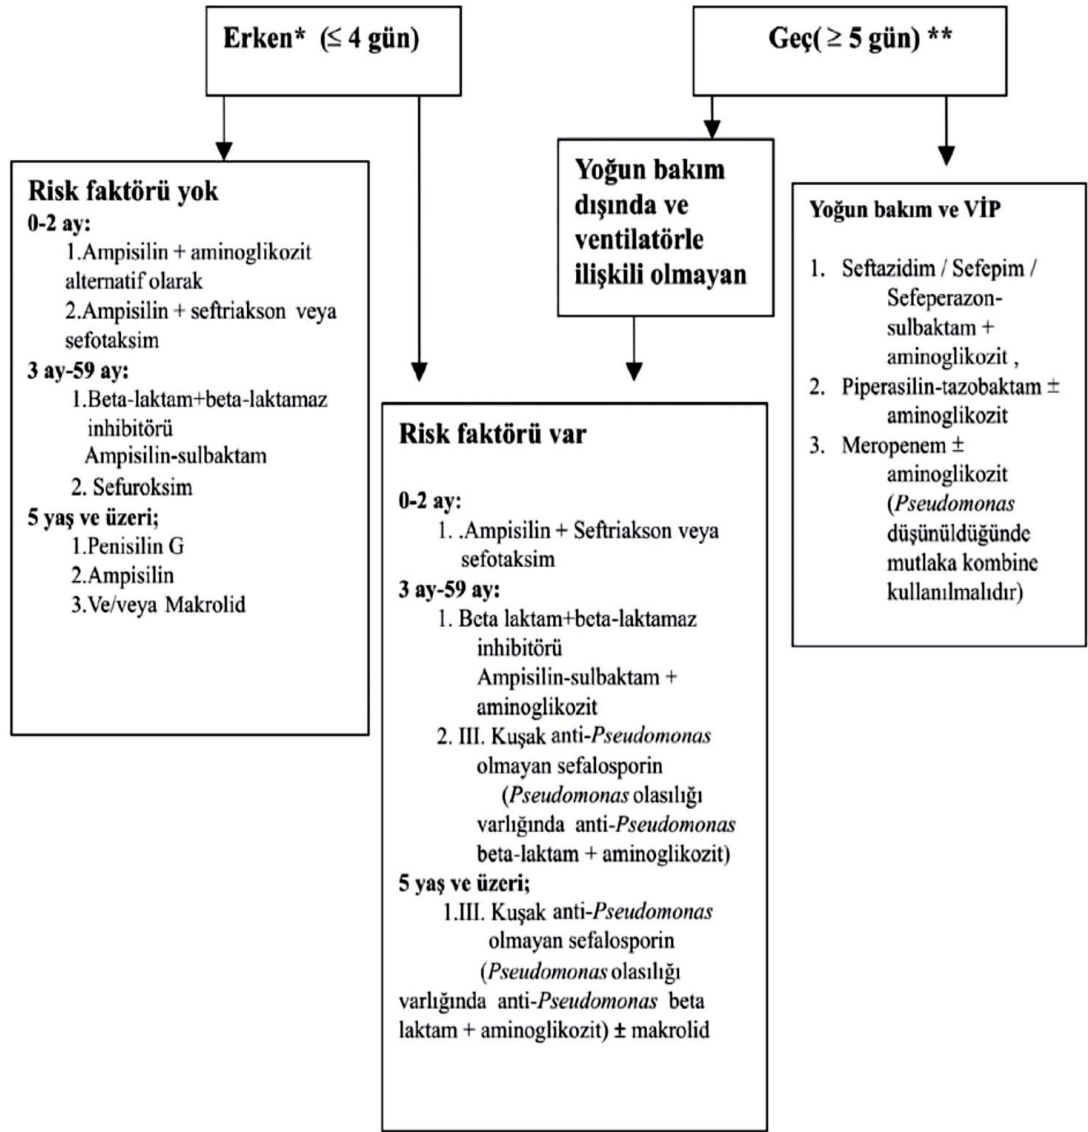 Erken* (≤ 4 gün)
Geç( ≥ 5 gün) **
Risk faktörü yok
0-2 ay:
1.Ampisilin + aminoglikozit
alternatif olarak
2.Ampisilin + seftriakson veya
sefotaksim
3 ay-59 ay:
1.Beta-laktam+beta-laktamaz
inhibitörü
Ampisilin-sulbaktam
2. Sefuroksim
5 yaş ve üzeri;
1.Penisilin G
2.Ampisilin
3.Ve/veya Makrolid
Risk faktörü var
0-2 ay:
1. .Ampisilin + Seftriakson veya
sefotaksim
3 ay-59 ay:
1. Beta laktam+beta-laktamaz
inhibitörü
Ampisilin-sulbaktam +
aminoglikozit
2. III. Kuşak anti-Pseudomonas
olmayan sefalosporin
(Pseudomonas olasılığı
varlığında anti-Pseudomonas
beta-laktam + aminoglikozit)
5 yaş ve üzeri;
1.III. Kuşak anti-Pseudomonas
olmayan sefalosporin
(Pseudomonas olasılığı
varlığında anti-Pseudomonas beta
laktam + aminoglikozit) ± makrolid
Yoğun bakım
dışında ve
ventilatörle
ilişkili olmayan
Yoğun bakım ve VİP
1. Seftazidim / Sefepim /
Sefeperazon-
sulbaktam +
aminoglikozit ,
2. Piperasilin-tazobaktam ±
aminoglikozit
3. Meropenem ±
aminoglikozit
(Pseudomonas
düşünüldüğünde
mutlaka kombine
kullanılmalıdır)